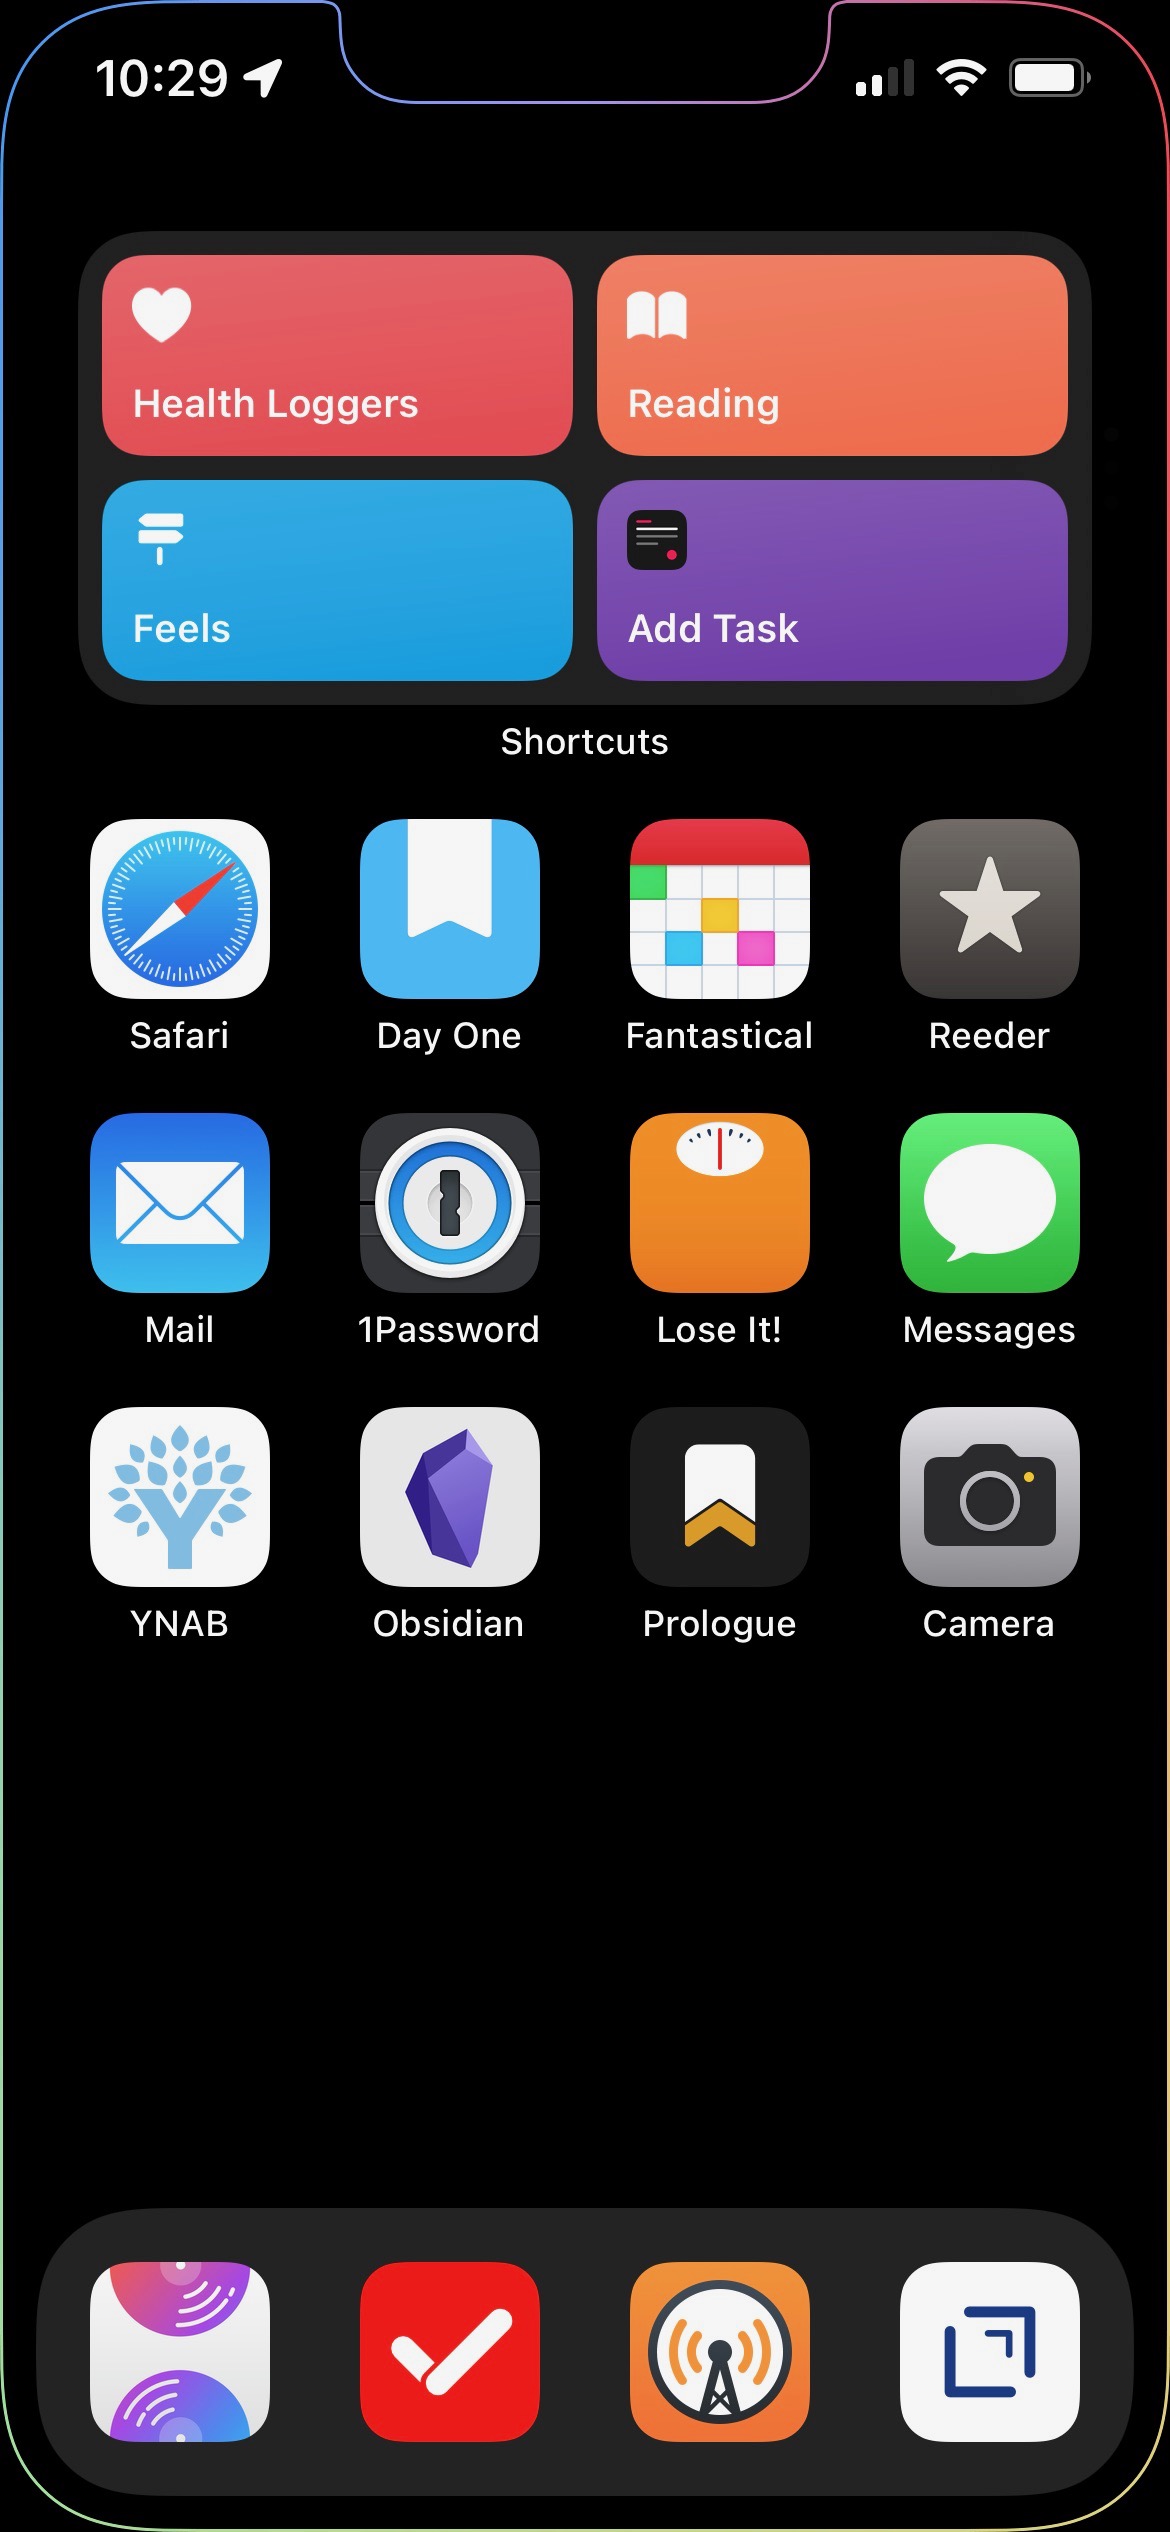 10:29
Health Loggers
Reading
Feels
Add Task
Shortcuts
Safari
Day One
Fantastical
Reeder
Mail
1Password
Lose It!
Messages
YNAB
Obsidian
Prologue
Camera